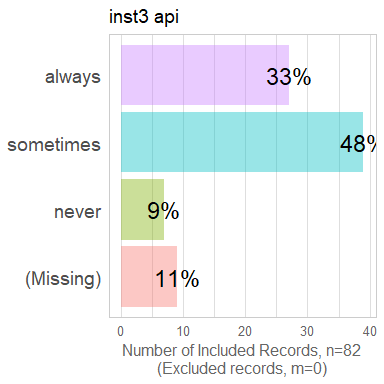 inst3 api
always
33%
sometimes
48%
never
9%
(Missing)
11%
0 10 20 30 40
Number of Included Records, n=82
(Excluded records, m=0)